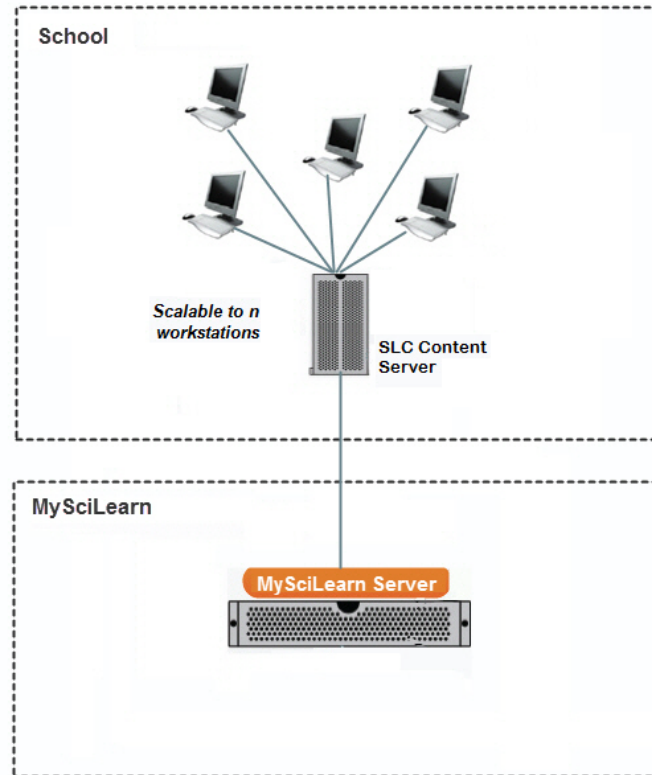 School
Scalable to n
workstations
SLC Content
Server
MySciLearn
MySciLearn Server